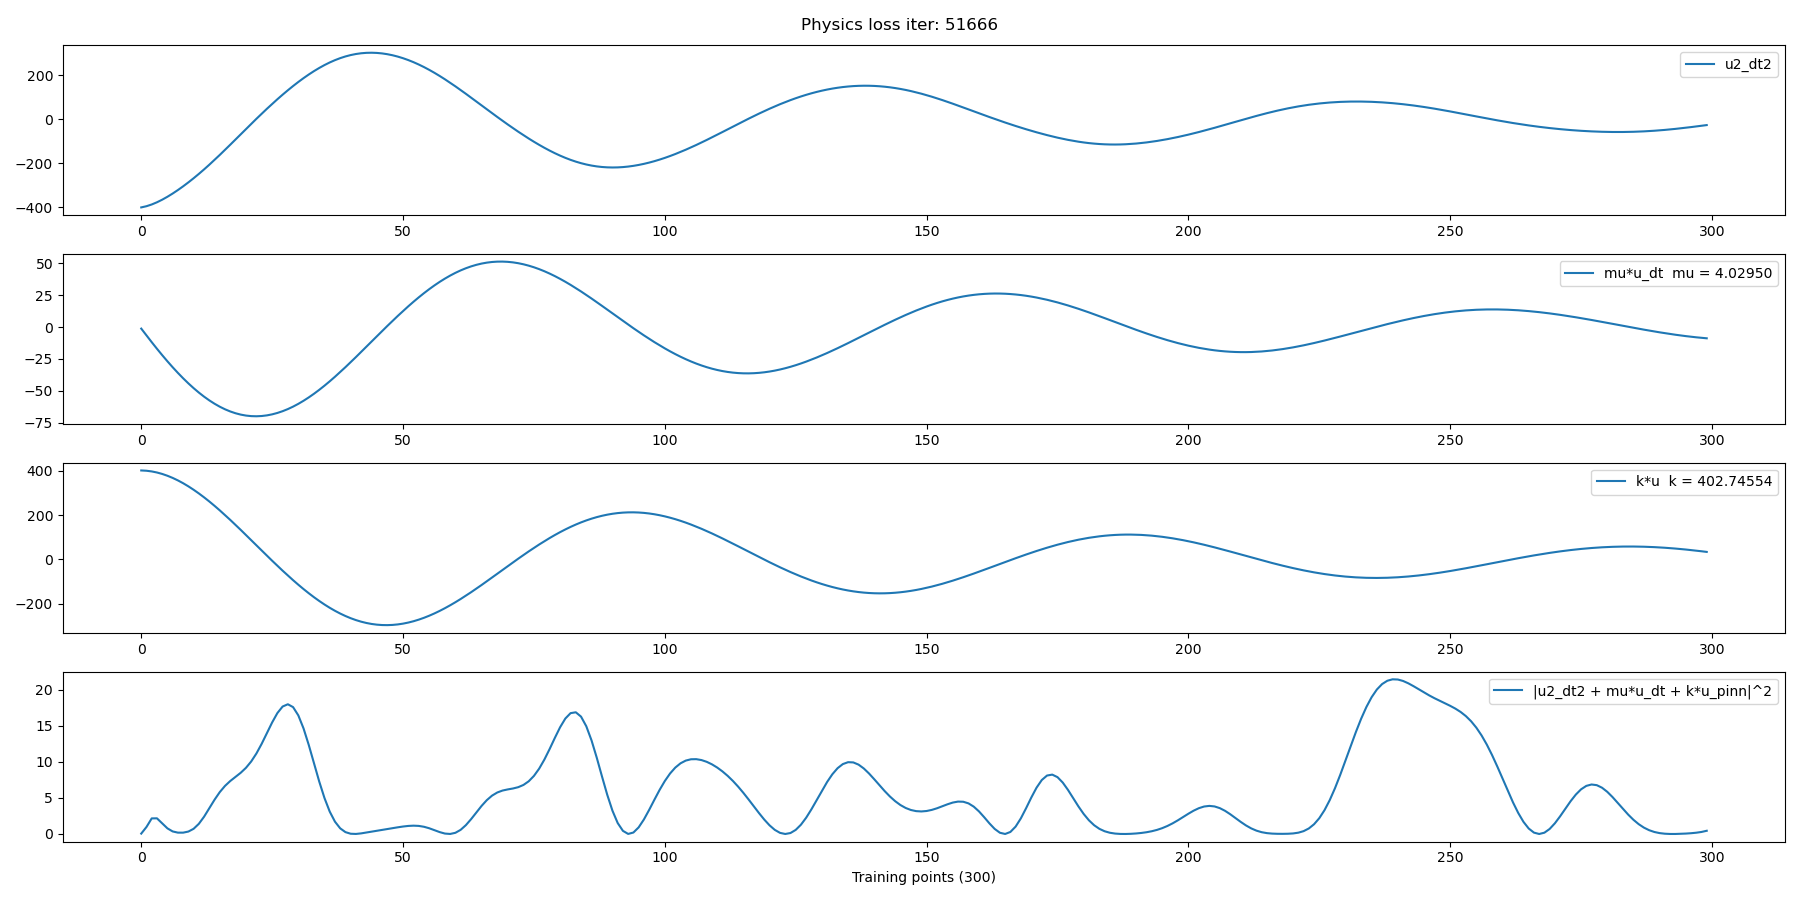 Physics loss iter: 51666
u2_dt2
200
0
−200
−400
0 50 100 150 200 250 300
mu*u_dt mu = 4.02950
50
25
0
−25
−50
−75
0 50 100 150 200 250 300
k*u k = 402.74554
400
200
0
−200
0 50 100 150 200 250 300
|u2_dt2 + mu*u_dt + k*u_pinn|^2
20
15
10
5
0
0 50 100 150 200 250 300
Training points (300)